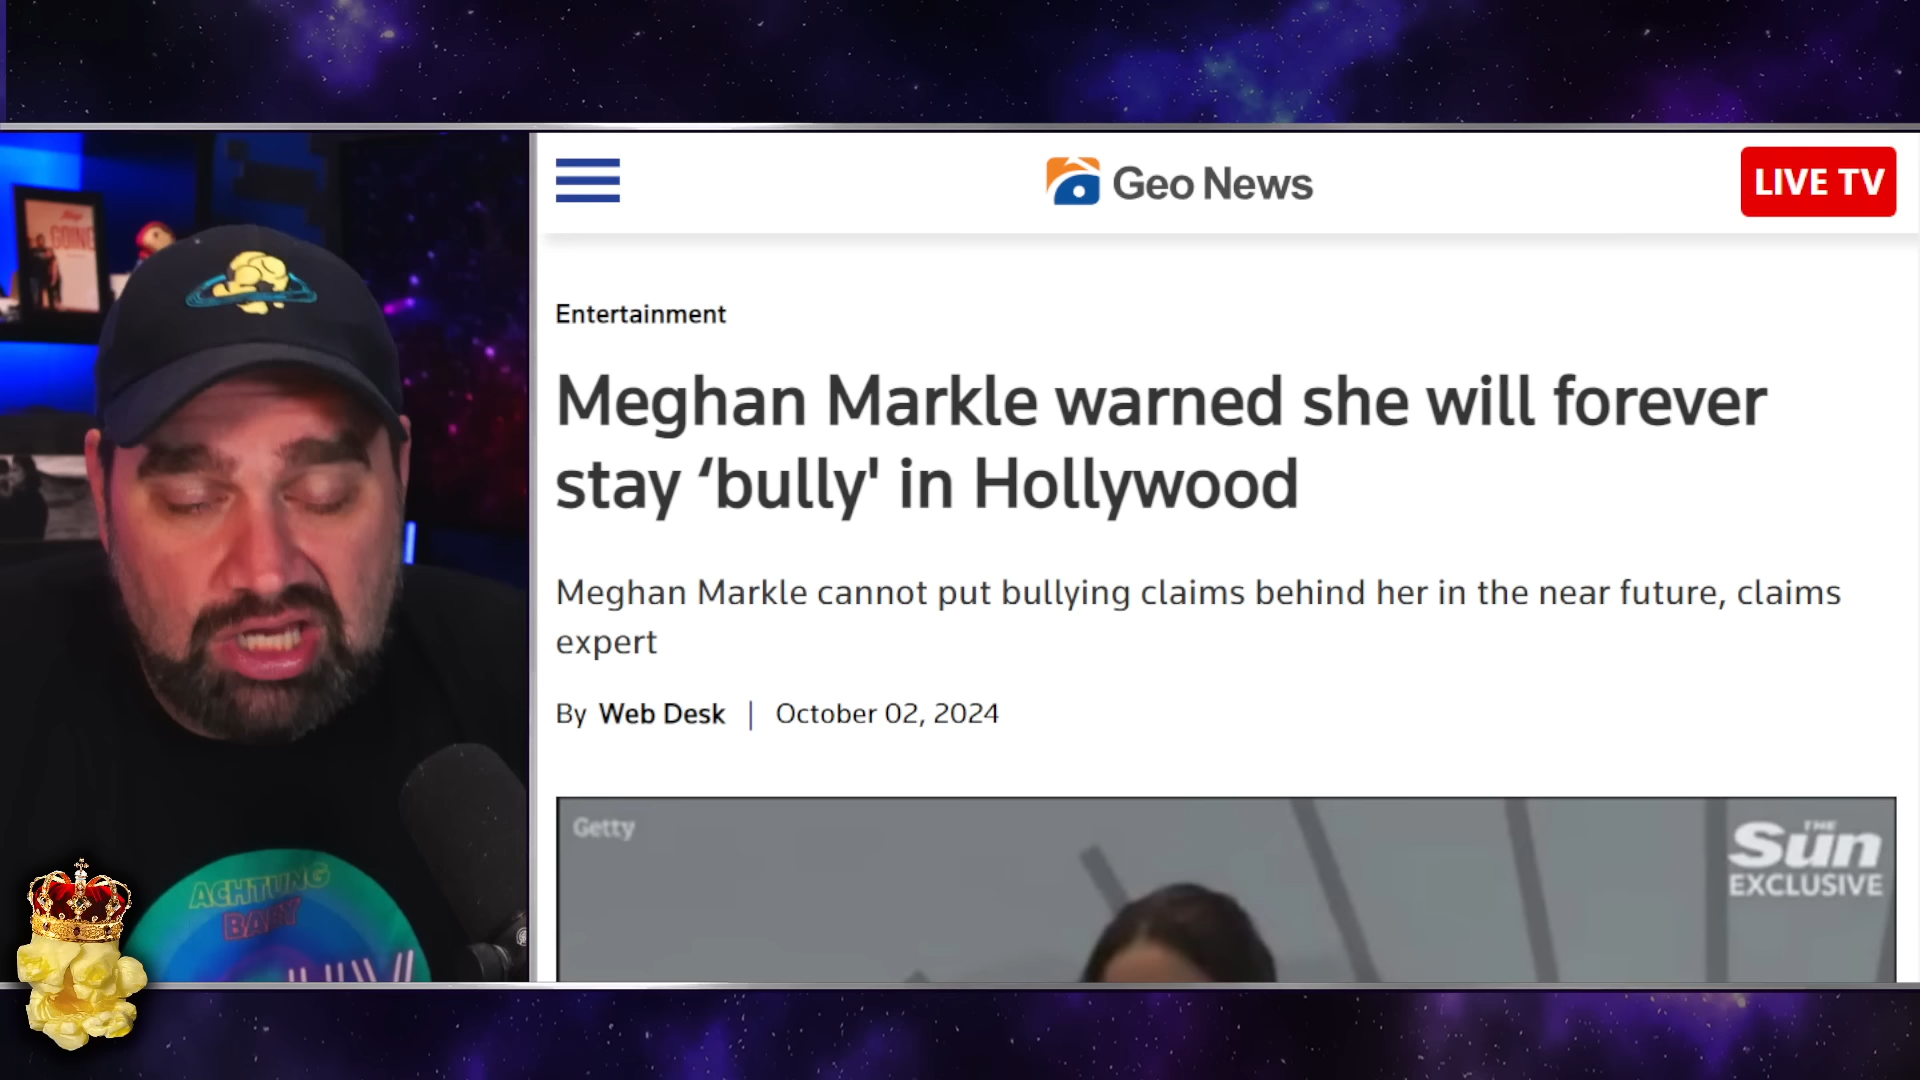 GOING
Geo News
LIVE TV
Entertainment
Meghan Markle warned she will forever
stay ‘bully' in Hollywood
Meghan Markle cannot put bullying claims behind her in the near future, claims
expert
By Web Desk | October 02, 2024
Getty
THE
Sun
EXCLUSIVE
ACHTUNG
BABY